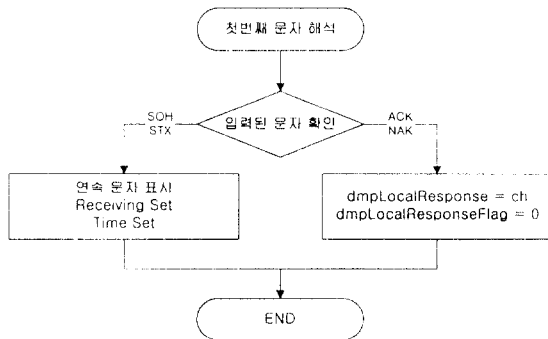 첫번째 문자 해석
입력된 문자 확인
SOH
STX
ACK
NAK
연속 문자 표시
Receiving Set
Time Set
dmpLocalResponse = ch
dmpLocalResponseFlag = 0
END